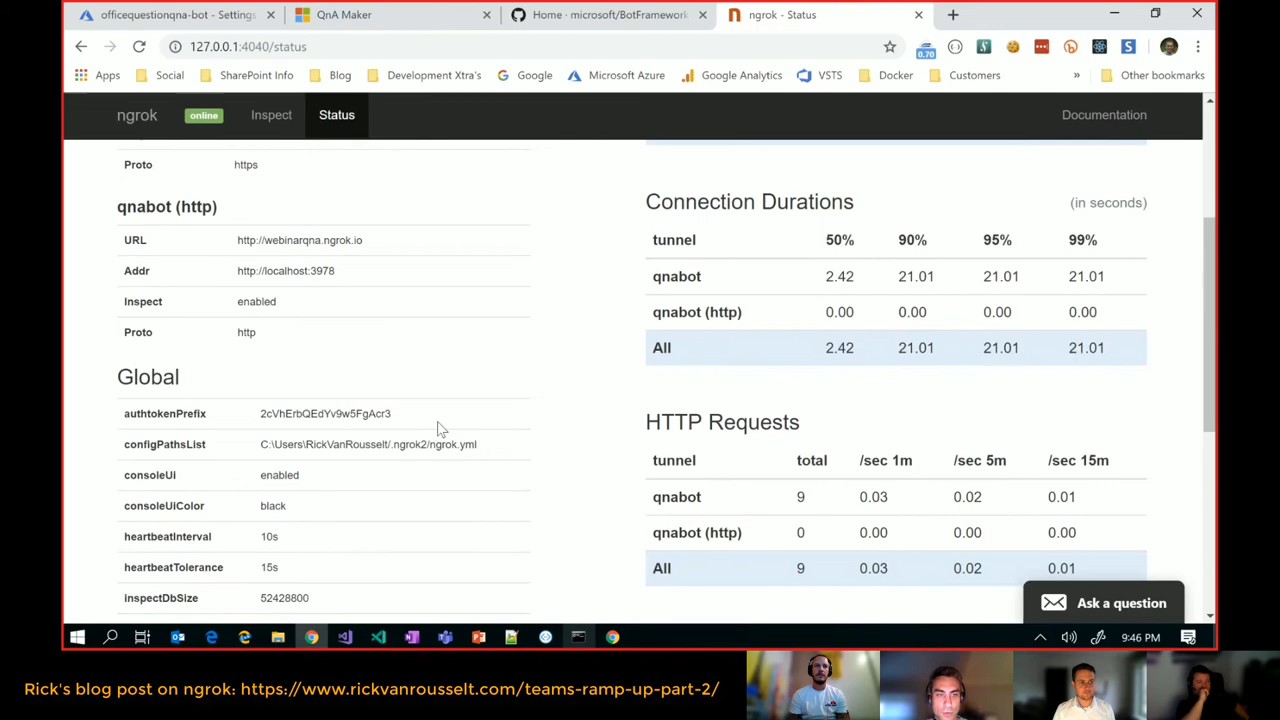 officequestionqna-bot - Settings
QnA Maker
Home · microsoft/BotFramework
ngrok - Status
127.0.0.1:4040/status
0.70
Apps
Social
SharePoint Info
Blog
Development Xtra's
Google
Microsoft Azure
Google Analytics
VSTS
Docker
Customers
»
Other bookmarks
ngrok
online
Inspect
Status
Documentation
Proto https
qnabot (http)
URL http://webinarqna.ngrok.io
Addr http://localhost:3978
Inspect enabled
Proto http
Global
authtokenPrefix 2cVhErbQEdYv9w5FgAcr3
configPathsList C:\Users\RickVanRousselt/.ngrok2/ngrok.yml
consoleUi enabled
consoleUiColor black
heartbeatInterval 10s
heartbeatTolerance 15s
inspectDbSize 52428800
Connection Durations (in seconds)
tunnel 50% 90% 95% 99%
qnabot 2.42 21.01 21.01 21.01
qnabot (http) 0.00 0.00 0.00 0.00
All 2.42 21.01 21.01 21.01
HTTP Requests
tunnel total /sec 1m /sec 5m /sec 15m
qnabot 9 0.03 0.02 0.01
qnabot (http) 0 0.00 0.00 0.00
All 9 0.03 0.02 0.01
Ask a question
9:46 PM
Rick's blog post on ngrok: https://www.rickvanrousselt.com/teams-ramp-up-part-2/